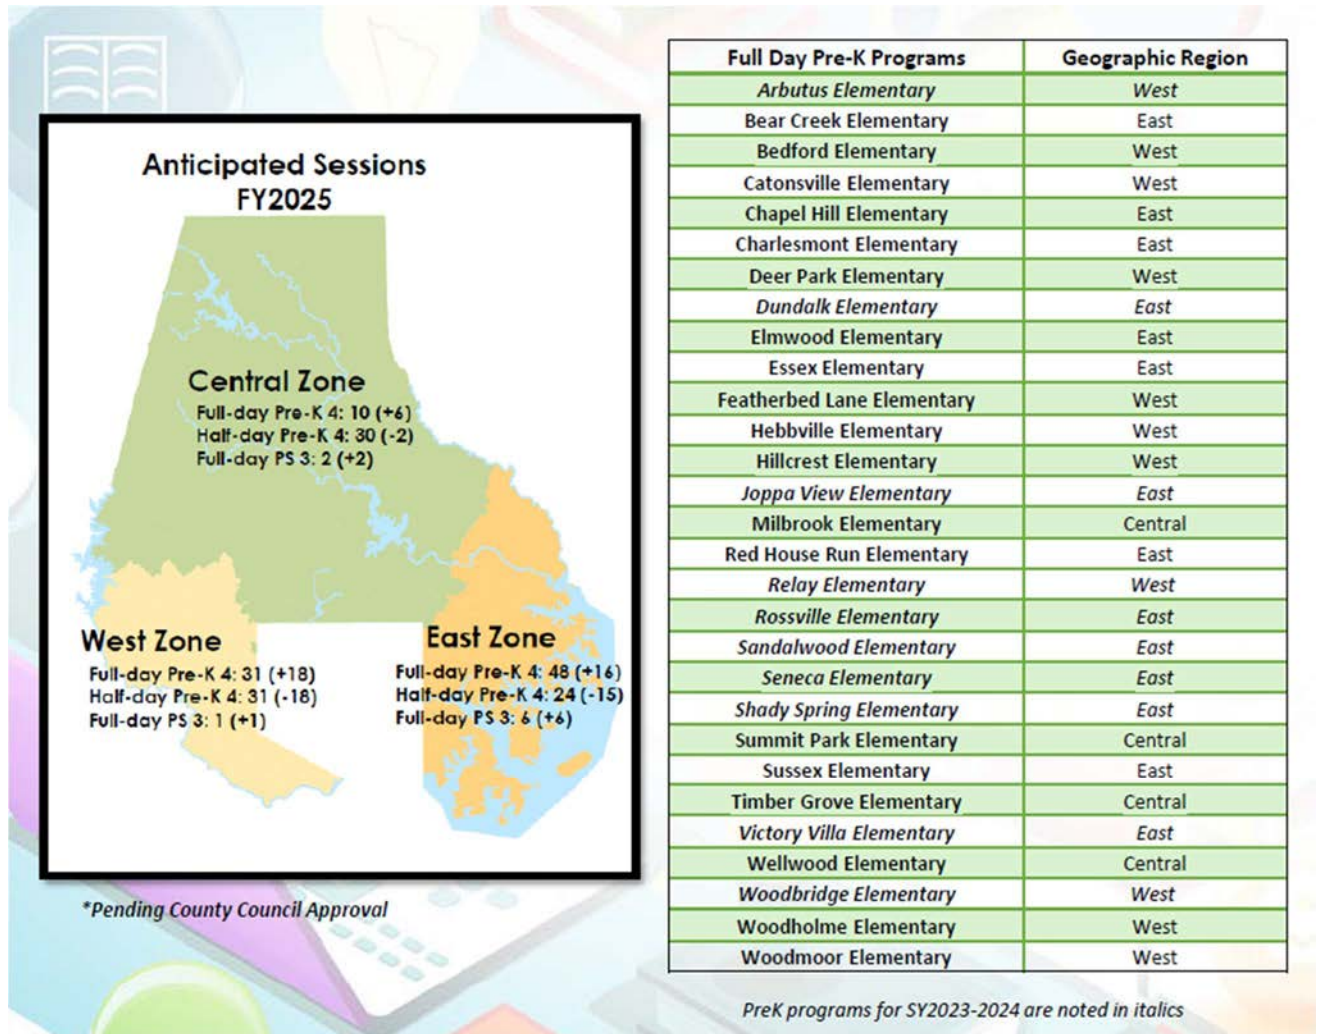 Anticipated Sessions
FY2025
Central Zone
Full-day Pre-K 4: 10 (+6)
Half-day Pre-K 4: 30 (-2)
Full-day PS 3: 2 (+2)
West Zone
Full-day Pre-K 4: 31 (+18)
Half-day Pre-K 4: 31 (-18)
Full-day PS 3: 1 (+1)
East Zone
Full-day Pre-K 4: 48 (+16)
Half-day Pre-K 4: 24 (-15)
Full-day PS 3: 6 (+6)
*Pending County Council Approval
Full Day Pre-K Programs Geographic Region
Arbutus Elementary West
Bear Creek Elementary East
Bedford Elementary West
Catonsville Elementary West
Chapel Hill Elementary East
Charlesmont Elementary East
Deer Park Elementary West
Dundalk Elementary East
Elmwood Elementary East
Essex Elementary East
Featherbed Lane Elementary West
Hebbville Elementary West
Hillcrest Elementary West
Joppa View Elementary East
Milbrook Elementary Central
Red House Run Elementary East
Relay Elementary West
Rossville Elementary East
Sandalwood Elementary East
Seneca Elementary East
Shady Spring Elementary East
Summit Park Elementary Central
Sussex Elementary East
Timber Grove Elementary Central
Victory Villa Elementary East
Wellwood Elementary Central
Woodbridge Elementary West
Woodholme Elementary West
Woodmoor Elementary West
PreK programs for SY2023-2024 are noted in italics